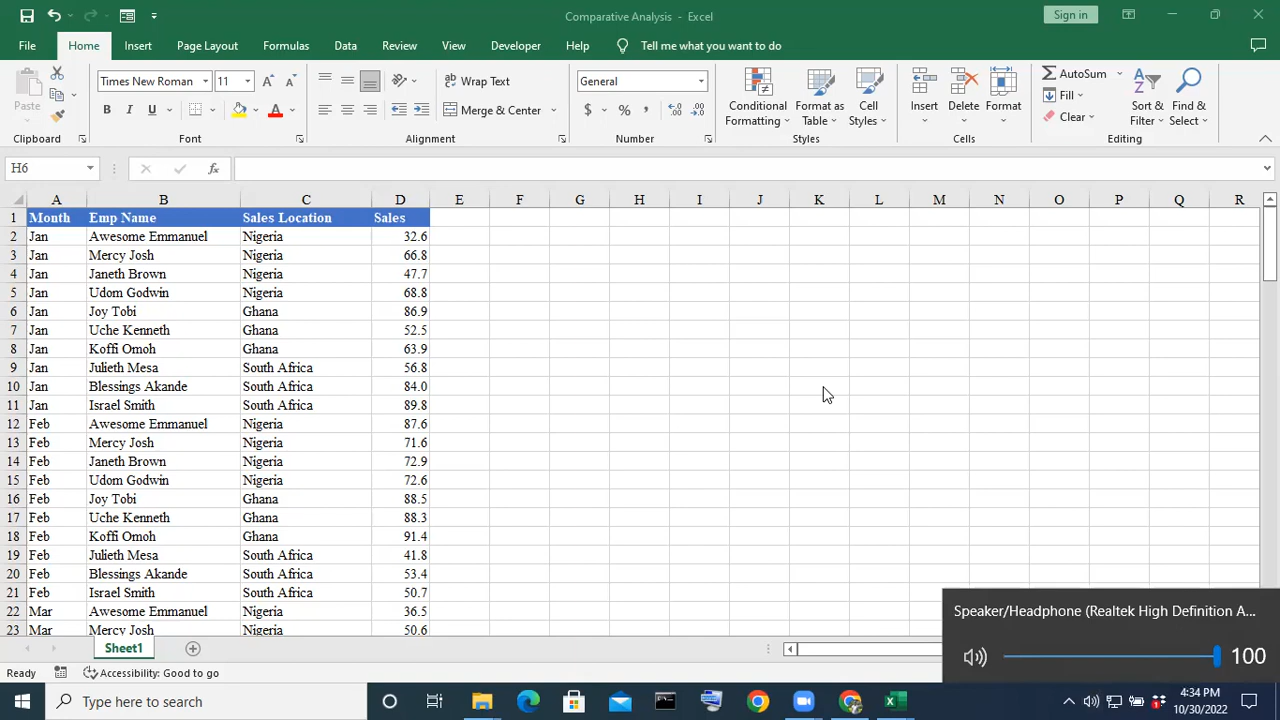 Comparative Analysis - Excel
Sign in
File Home Insert Page Layout Formulas Data Review View Developer Help Tell me what you want to do
Paste
Times New Roman 11
B I U
Wrap Text
Merge & Center
General
$ % ,
Conditional Formatting
Format as Table
Cell Styles
Insert
Delete
Format
AutoSum
Fill
Clear
Sort & Filter
Find & Select
Clipboard Font Alignment Number Styles Cells Editing
H6 fx
A B C D E F G H I J K L M N O P Q R
1 Month Emp Name Sales Location Sales
2 Jan Awesome Emmanuel Nigeria 32.6
3 Jan Mercy Josh Nigeria 66.8
4 Jan Janeth Brown Nigeria 47.7
5 Jan Udom Godwin Nigeria 68.8
6 Jan Joy Tobi Ghana 86.9
7 Jan Uche Kenneth Ghana 52.5
8 Jan Koffi Omoh Ghana 63.9
9 Jan Julieth Mesa South Africa 56.8
10 Jan Blessings Akande South Africa 84.0
11 Jan Israel Smith South Africa 89.8
12 Feb Awesome Emmanuel Nigeria 87.6
13 Feb Mercy Josh Nigeria 71.6
14 Feb Janeth Brown Nigeria 72.9
15 Feb Udom Godwin Nigeria 72.6
16 Feb Joy Tobi Ghana 88.5
17 Feb Uche Kenneth Ghana 88.3
18 Feb Koffi Omoh Ghana 91.4
19 Feb Julieth Mesa South Africa 41.8
20 Feb Blessings Akande South Africa 53.4
21 Feb Israel Smith South Africa 50.7
22 Mar Awesome Emmanuel Nigeria 36.5
23 Mar Mercy Josh Nigeria 50.6
Speaker/Headphone (Realtek High Definition A...
100
Sheet1
Ready Accessibility: Good to go
Type here to search
4:34 PM
10/30/2022